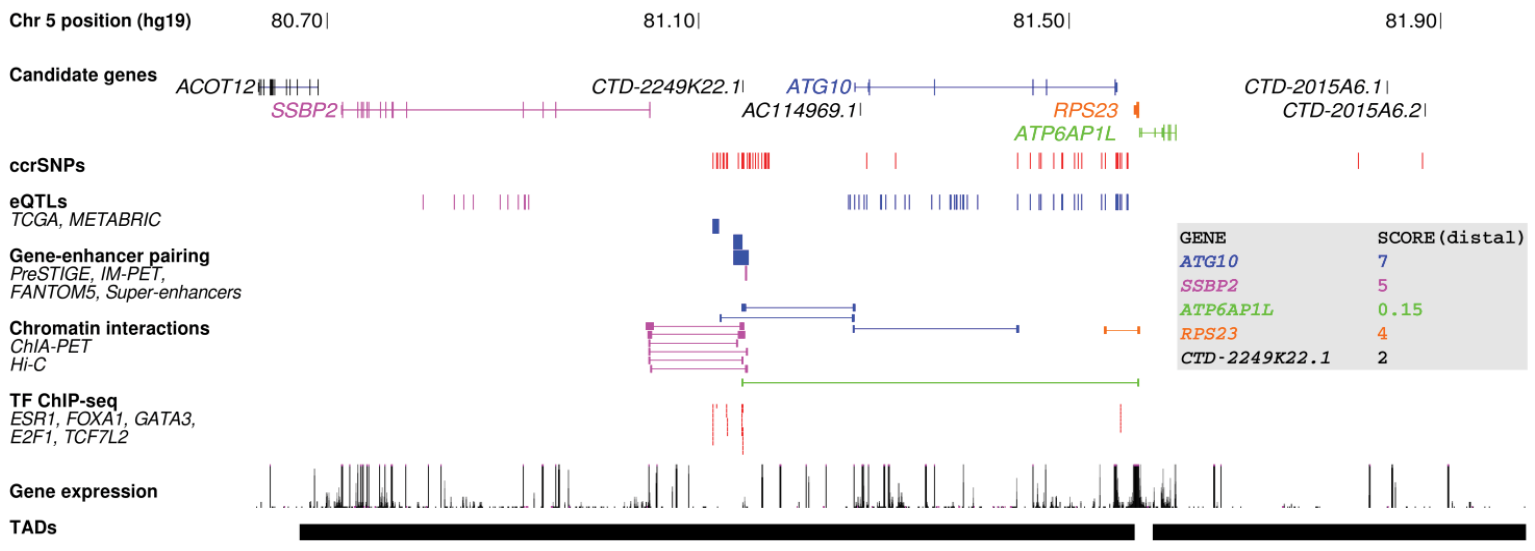 Chr 5 position (hg19) 80.70 81.10 81.50 81.90
Candidate genes
ACOT12 CTD-2249K22.1 ATG10 CTD-2015A6.1
SSBP2 AC114969.1 RPS23 CTD-2015A6.2
ATP6AP1L
ccrSNPs
eQTLs
TCGA, METABRIC
Gene-enhancer pairing
PreSTIGE, IM-PET,
FANTOM5, Super-enhancers
Chromatin interactions
ChIA-PET
Hi-C
TF ChIP-seq
ESR1, FOXA1, GATA3,
E2F1, TCF7L2
Gene expression
TADs
GENE SCORE(distal)
ATG10 7
SSBP2 5
ATP6AP1L 0.15
RPS23 4
CTD-2249K22.1 2